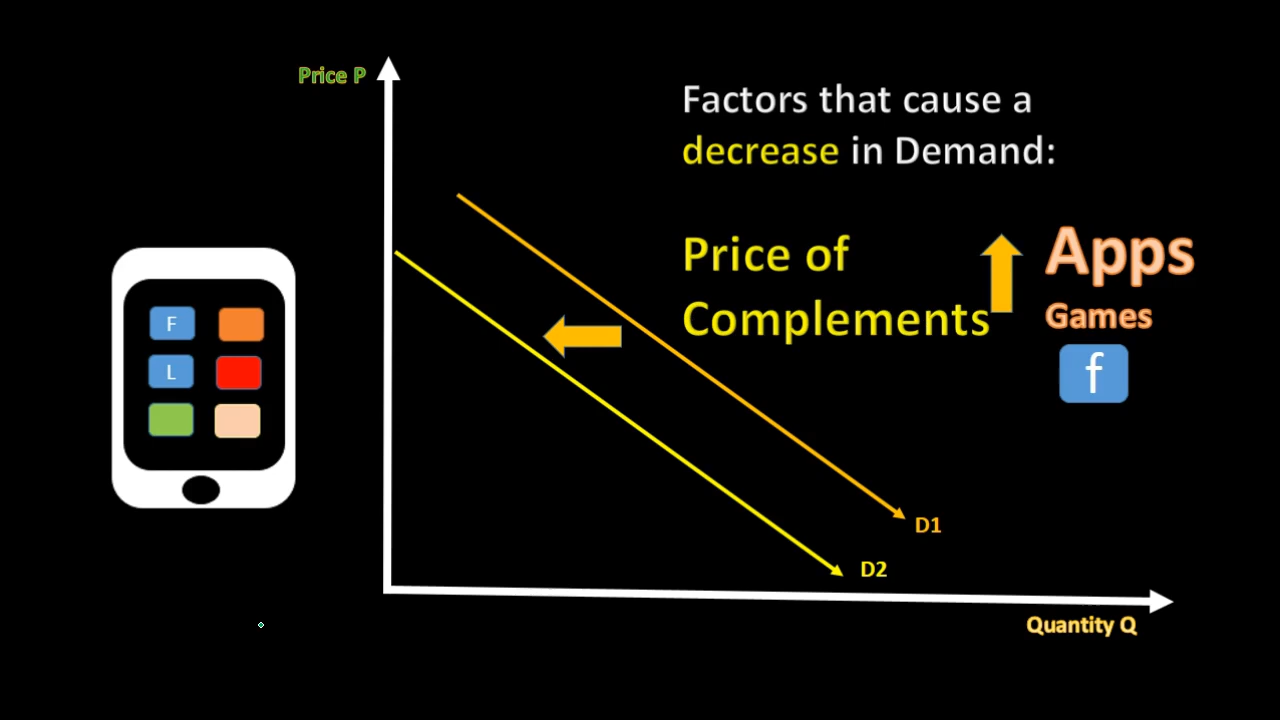 Price P
Factors that cause a
decrease in Demand:
Price of
Complements
Apps
Games
f
F
L
D1
D2
Quantity Q